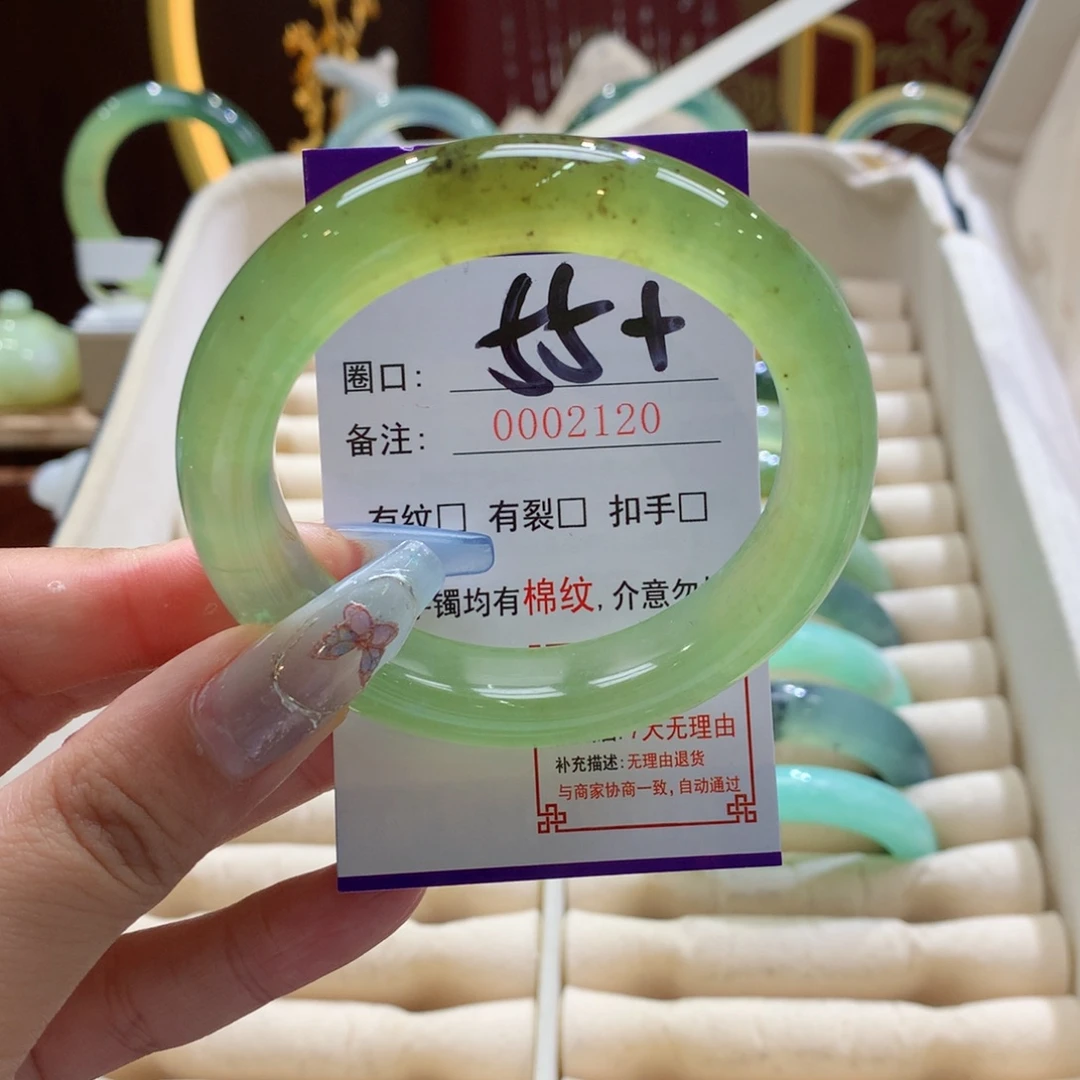 圈口: 55+
备注: 0002120
有纹□ 有裂□ 扣手□
镯均有棉纹, 介意勿
7天无理由
补充描述:无理由退货
与商家协商一致, 自动通过